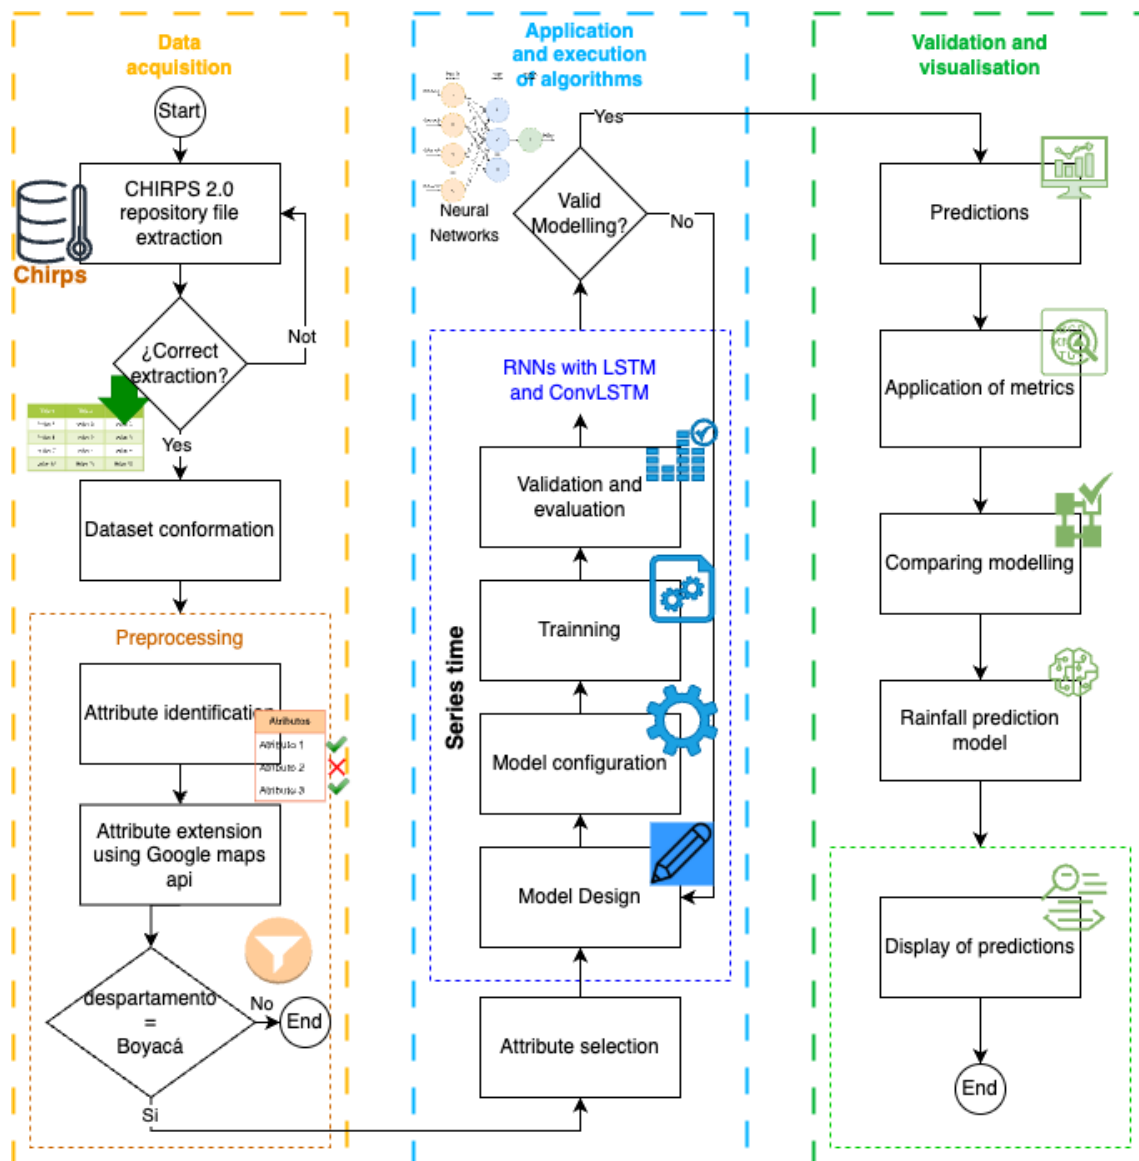 Data
acquisition
Start
CHIRPS 2.0
repository file
extraction
Chirps
Not
¿Correct
extraction?
Yes
Dataset conformation
Preprocessing
Attribute identification
Atributos
Atributo 1
Atributo 2
Atributo 3
Attribute extension
using Google maps
api
despartamento
=
Boyacá
No
End
Si
Application
and execution
of algorithms
Neural
Networks
Yes
Valid
Modelling?
No
RNNs with LSTM
and ConvLSTM
Validation and
evaluation
Trainning
Series time
Model configuration
Model Design
Attribute selection
Validation and
visualisation
Predictions
Application of metrics
Comparing modelling
Rainfall prediction
model
Display of predictions
End